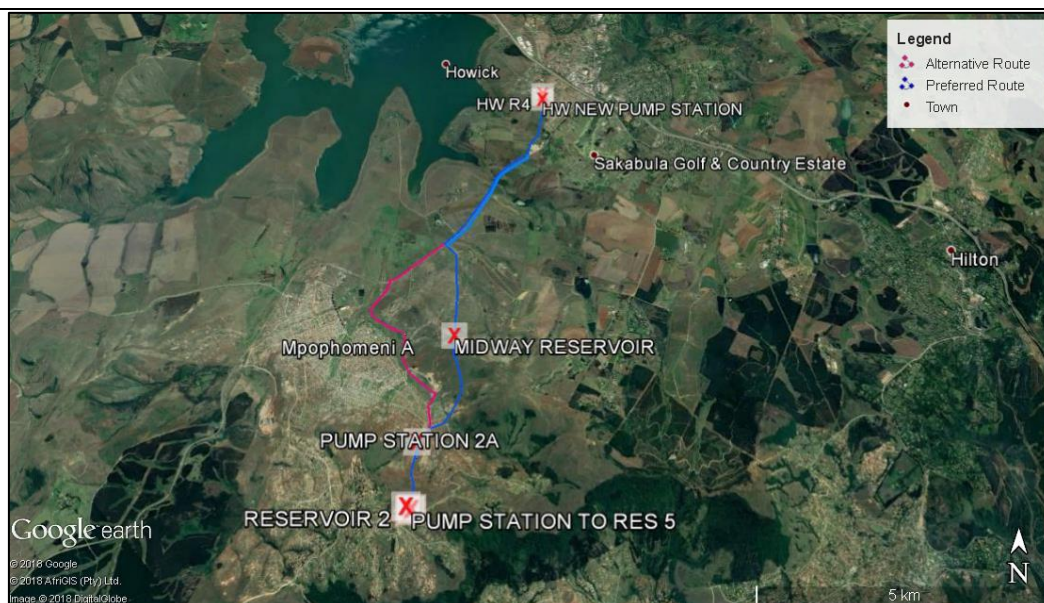 Legend
Alternative Route
Preferred Route
Town
Howick
HW R4
HW NEW PUMP STATION
Sakabula Golf & Country Estate
Hilton
Mpophomeni A
MIDWAY RESERVOIR
PUMP STATION 2A
RESERVOIR 2
PUMP STATION TO RES 5
Google earth
© 2018 Google
© 2018 AfriGIS (Pty) Ltd.
Image © 2018 DigitalGlobe
5 km
N